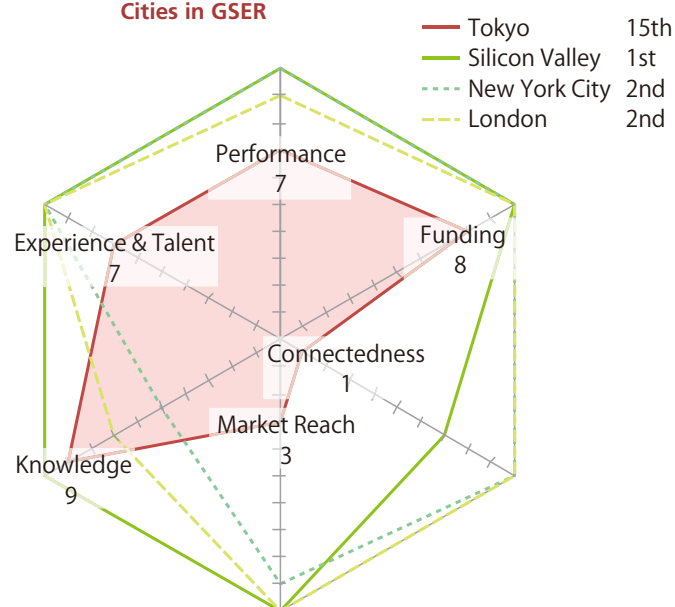 Cities in GSER
Tokyo 15th
Silicon Valley 1st
New York City 2nd
London 2nd
Performance
7
Funding
8
Experience & Talent
7
Connectedness
1
Market Reach
3
Knowledge
9